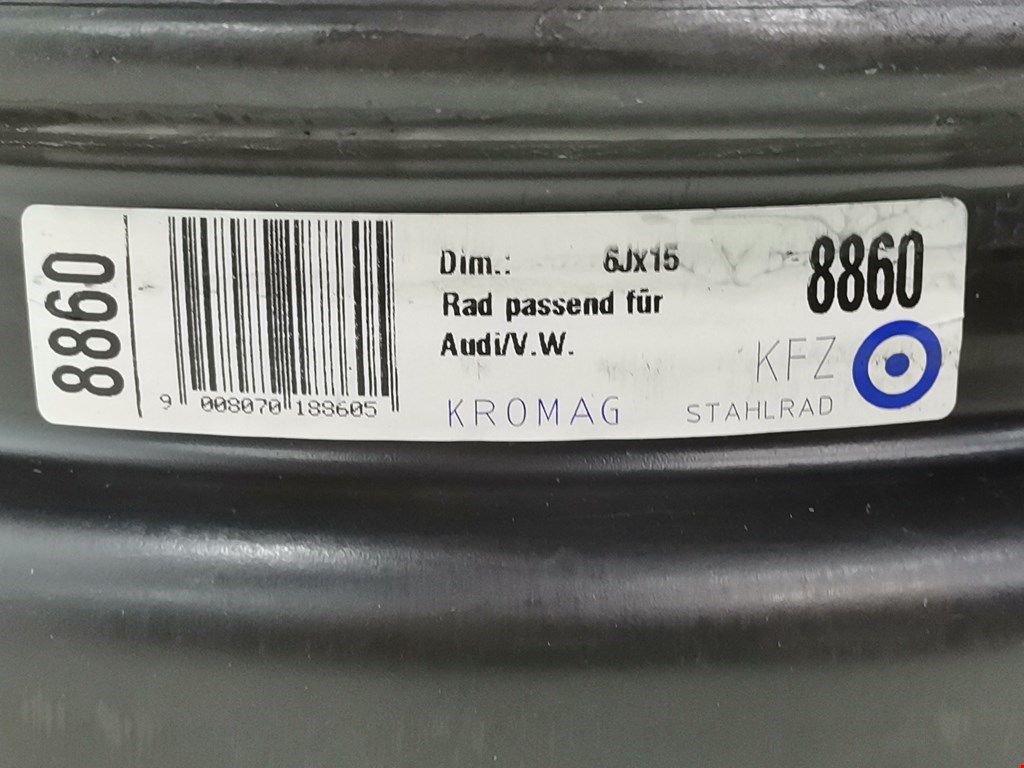 8860
9 008070 188605
Dim.: 6Jx15
Rad passend für
Audi/V.W.
KROMAG
8860
KFZ
STAHLRAD